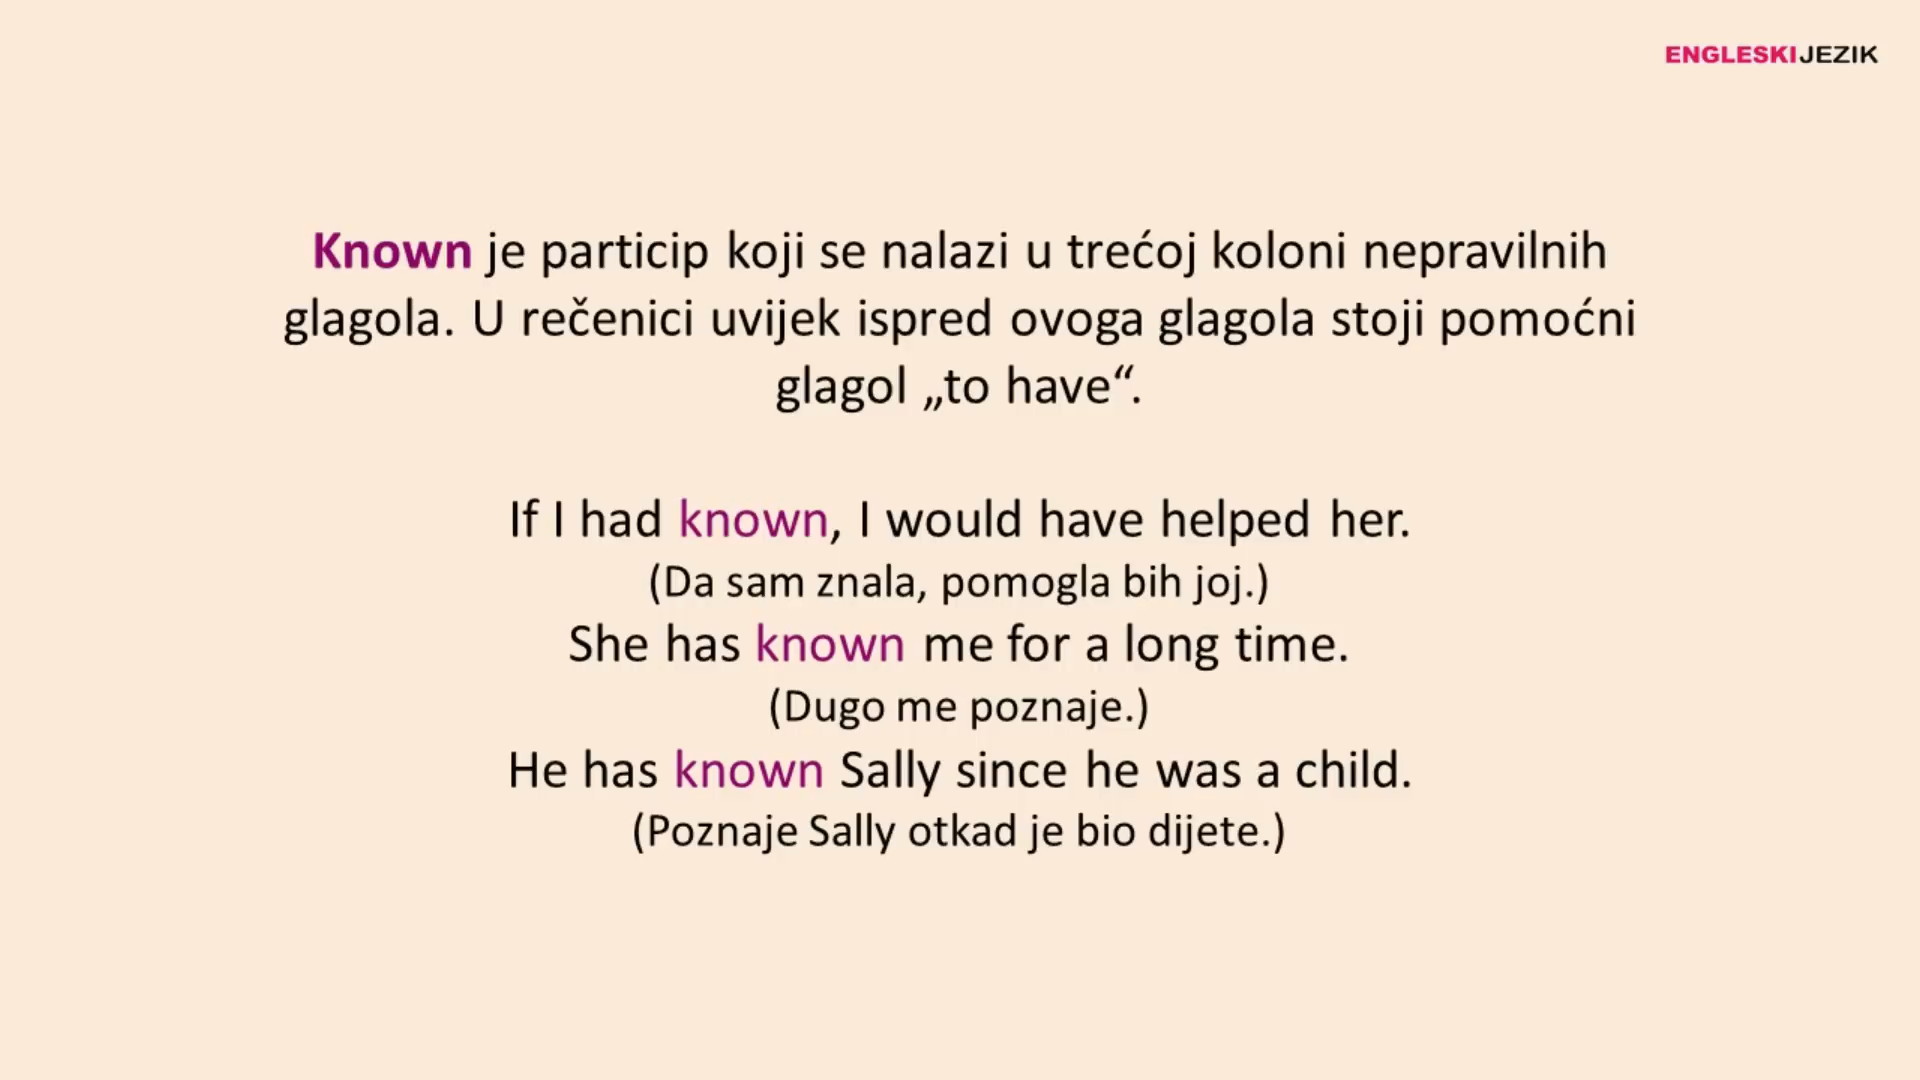 ENGLESKIJEZIK
Known je particip koji se nalazi u trećoj koloni nepravilnih
glagola. U rečenici uvijek ispred ovoga glagola stoji pomoćni
glagol „to have“.
If I had known, I would have helped her.
(Da sam znala, pomogla bih joj.)
She has known me for a long time.
(Dugo me poznaje.)
He has known Sally since he was a child.
(Poznaje Sally otkad je bio dijete.)